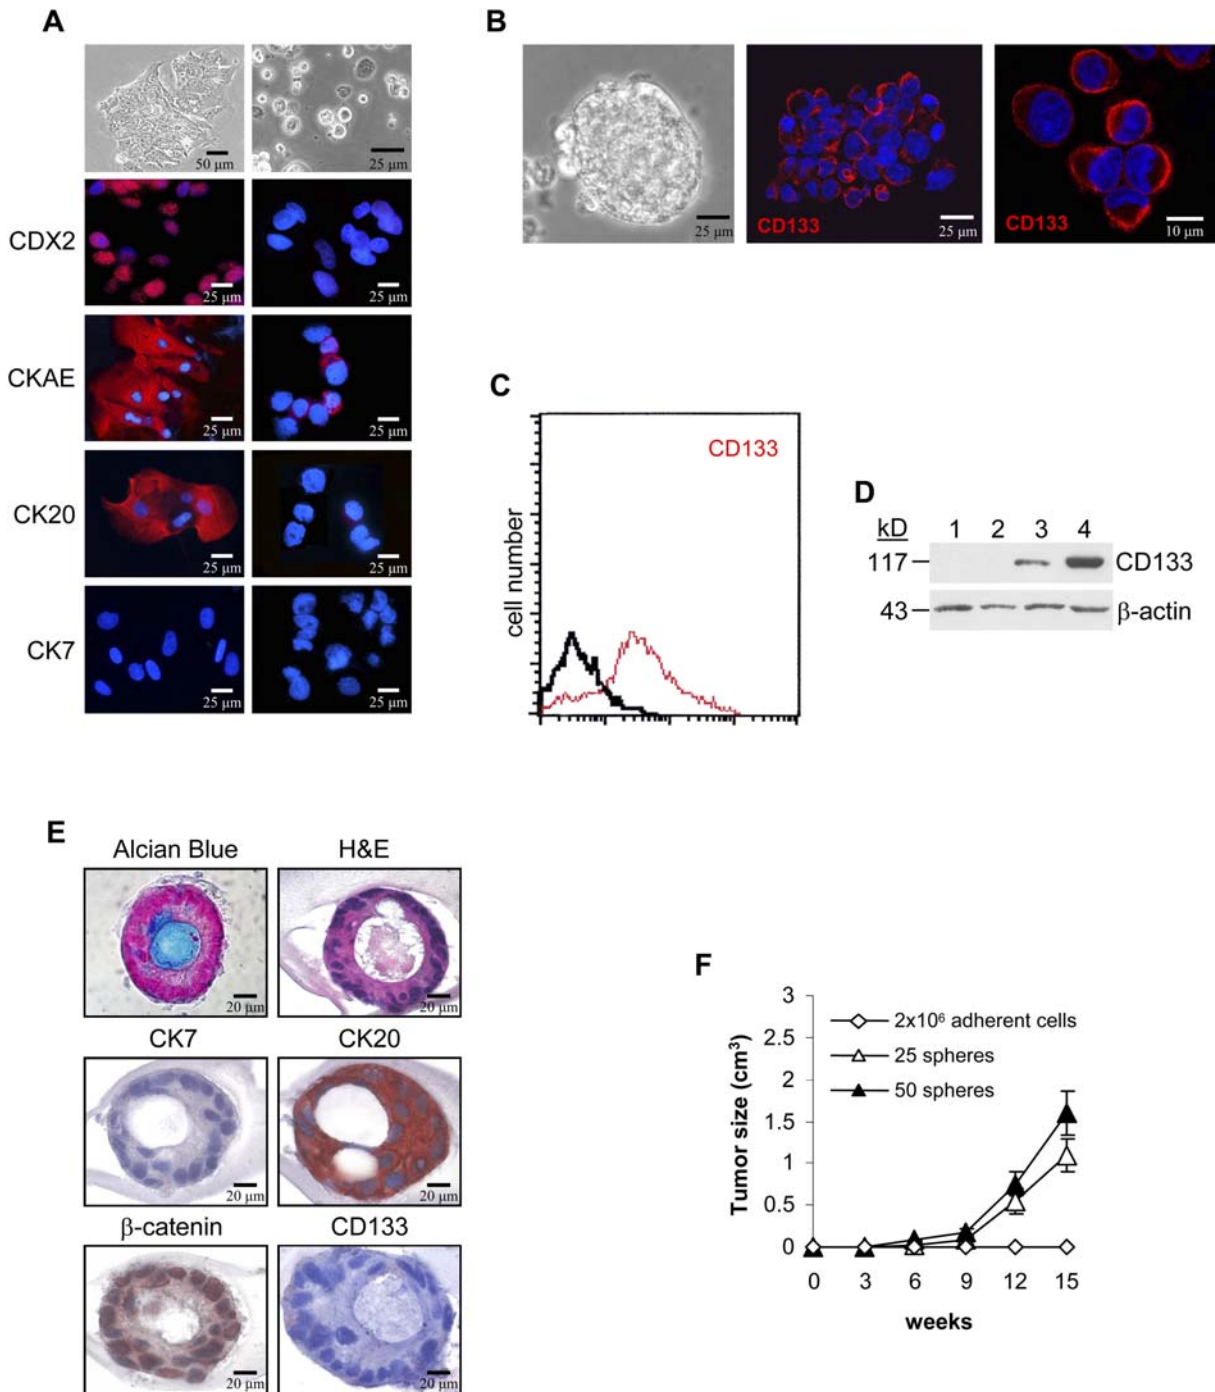 A
50 µm
25 µm
CDX2
25 µm
25 µm
CKAE
25 µm
25 µm
CK20
25 µm
25 µm
CK7
25 µm
25 µm
B
25 µm
CD133
25 µm
CD133
10 µm
C
CD133
cell number
D
kD
1 2 3 4
117
CD133
43
β-actin
E
Alcian Blue
H&E
20 µm
20 µm
CK7
CK20
20 µm
20 µm
β-catenin
CD133
20 µm
20 µm
F
3
2.5
2
1.5
1
0.5
0
Tumor size (cm³)
2x10⁶ adherent cells
25 spheres
50 spheres
0 3 6 9 12 15
weeks